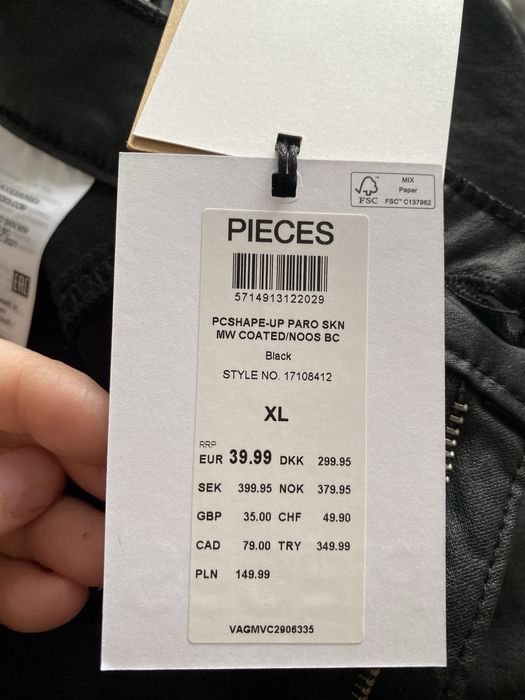 MIX
Paper
FSC
FSC™ C137982
PIECES
5714913122029
PCSHAPE-UP PARO SKN
MW COATED/NOOS BC
Black
STYLE NO. 17108412
XL
RRP
EUR 39.99 DKK 299.95
SEK 399.95 NOK 379.95
GBP 35.00 CHF 49.90
CAD 79.00 TRY 349.99
PLN 149.99
VAGMVC2906335
EAC